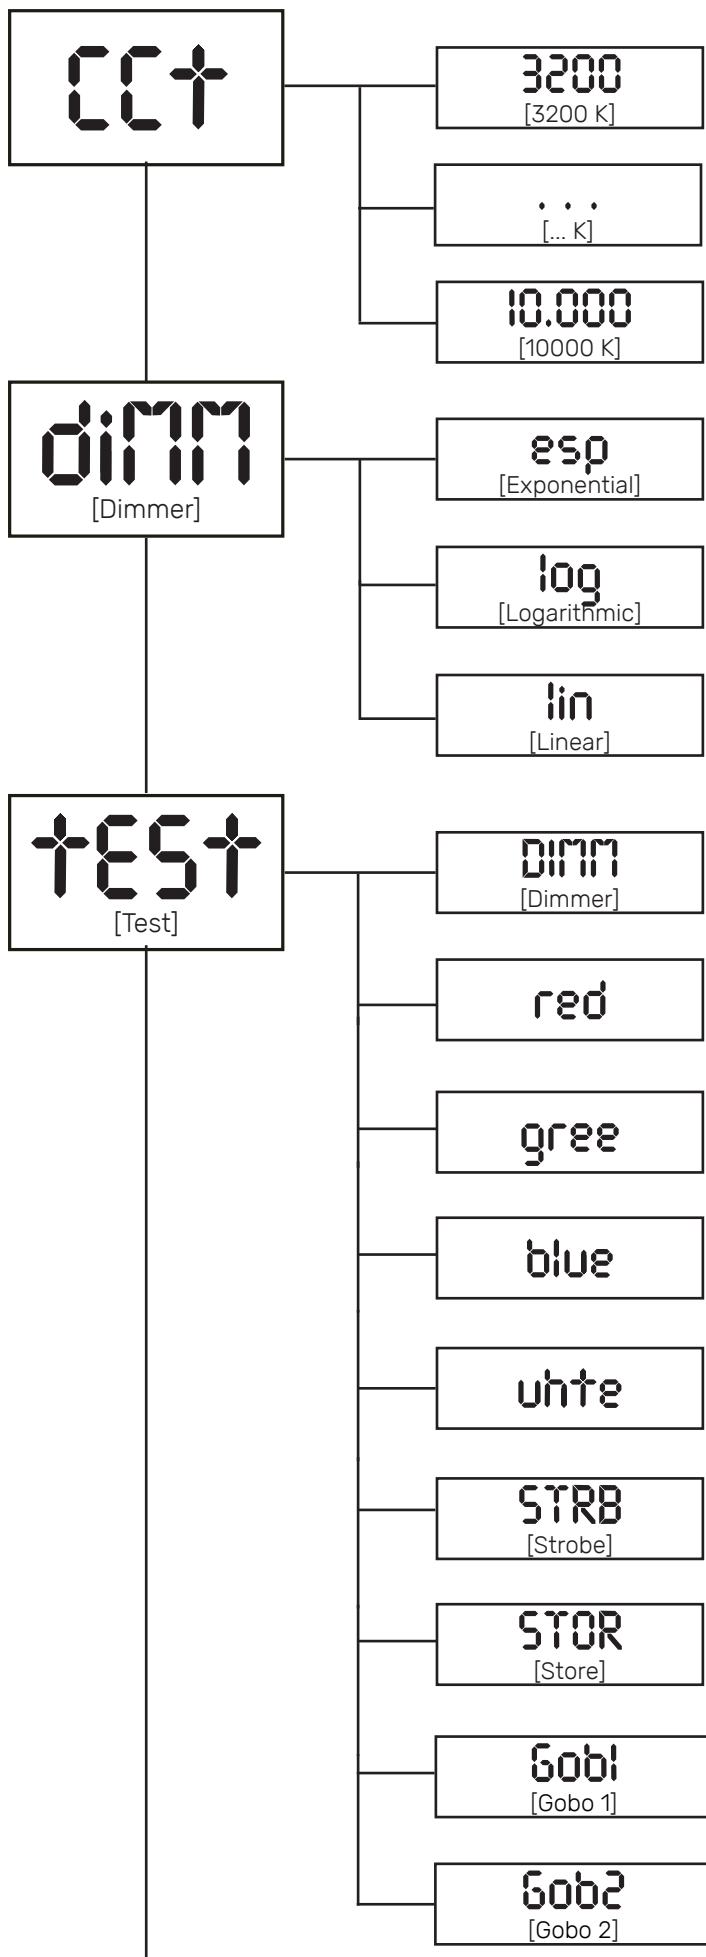 CCt
3200
[3200 K]
...
[... K]
10.000
[10000 K]
diMM
[Dimmer]
esp
[Exponential]
log
[Logarithmic]
lin
[Linear]
tESt
[Test]
DIMM
[Dimmer]
red
gree
blue
uhte
STRB
[Strobe]
STOR
[Store]
Gob1
[Gobo 1]
Gob2
[Gobo 2]